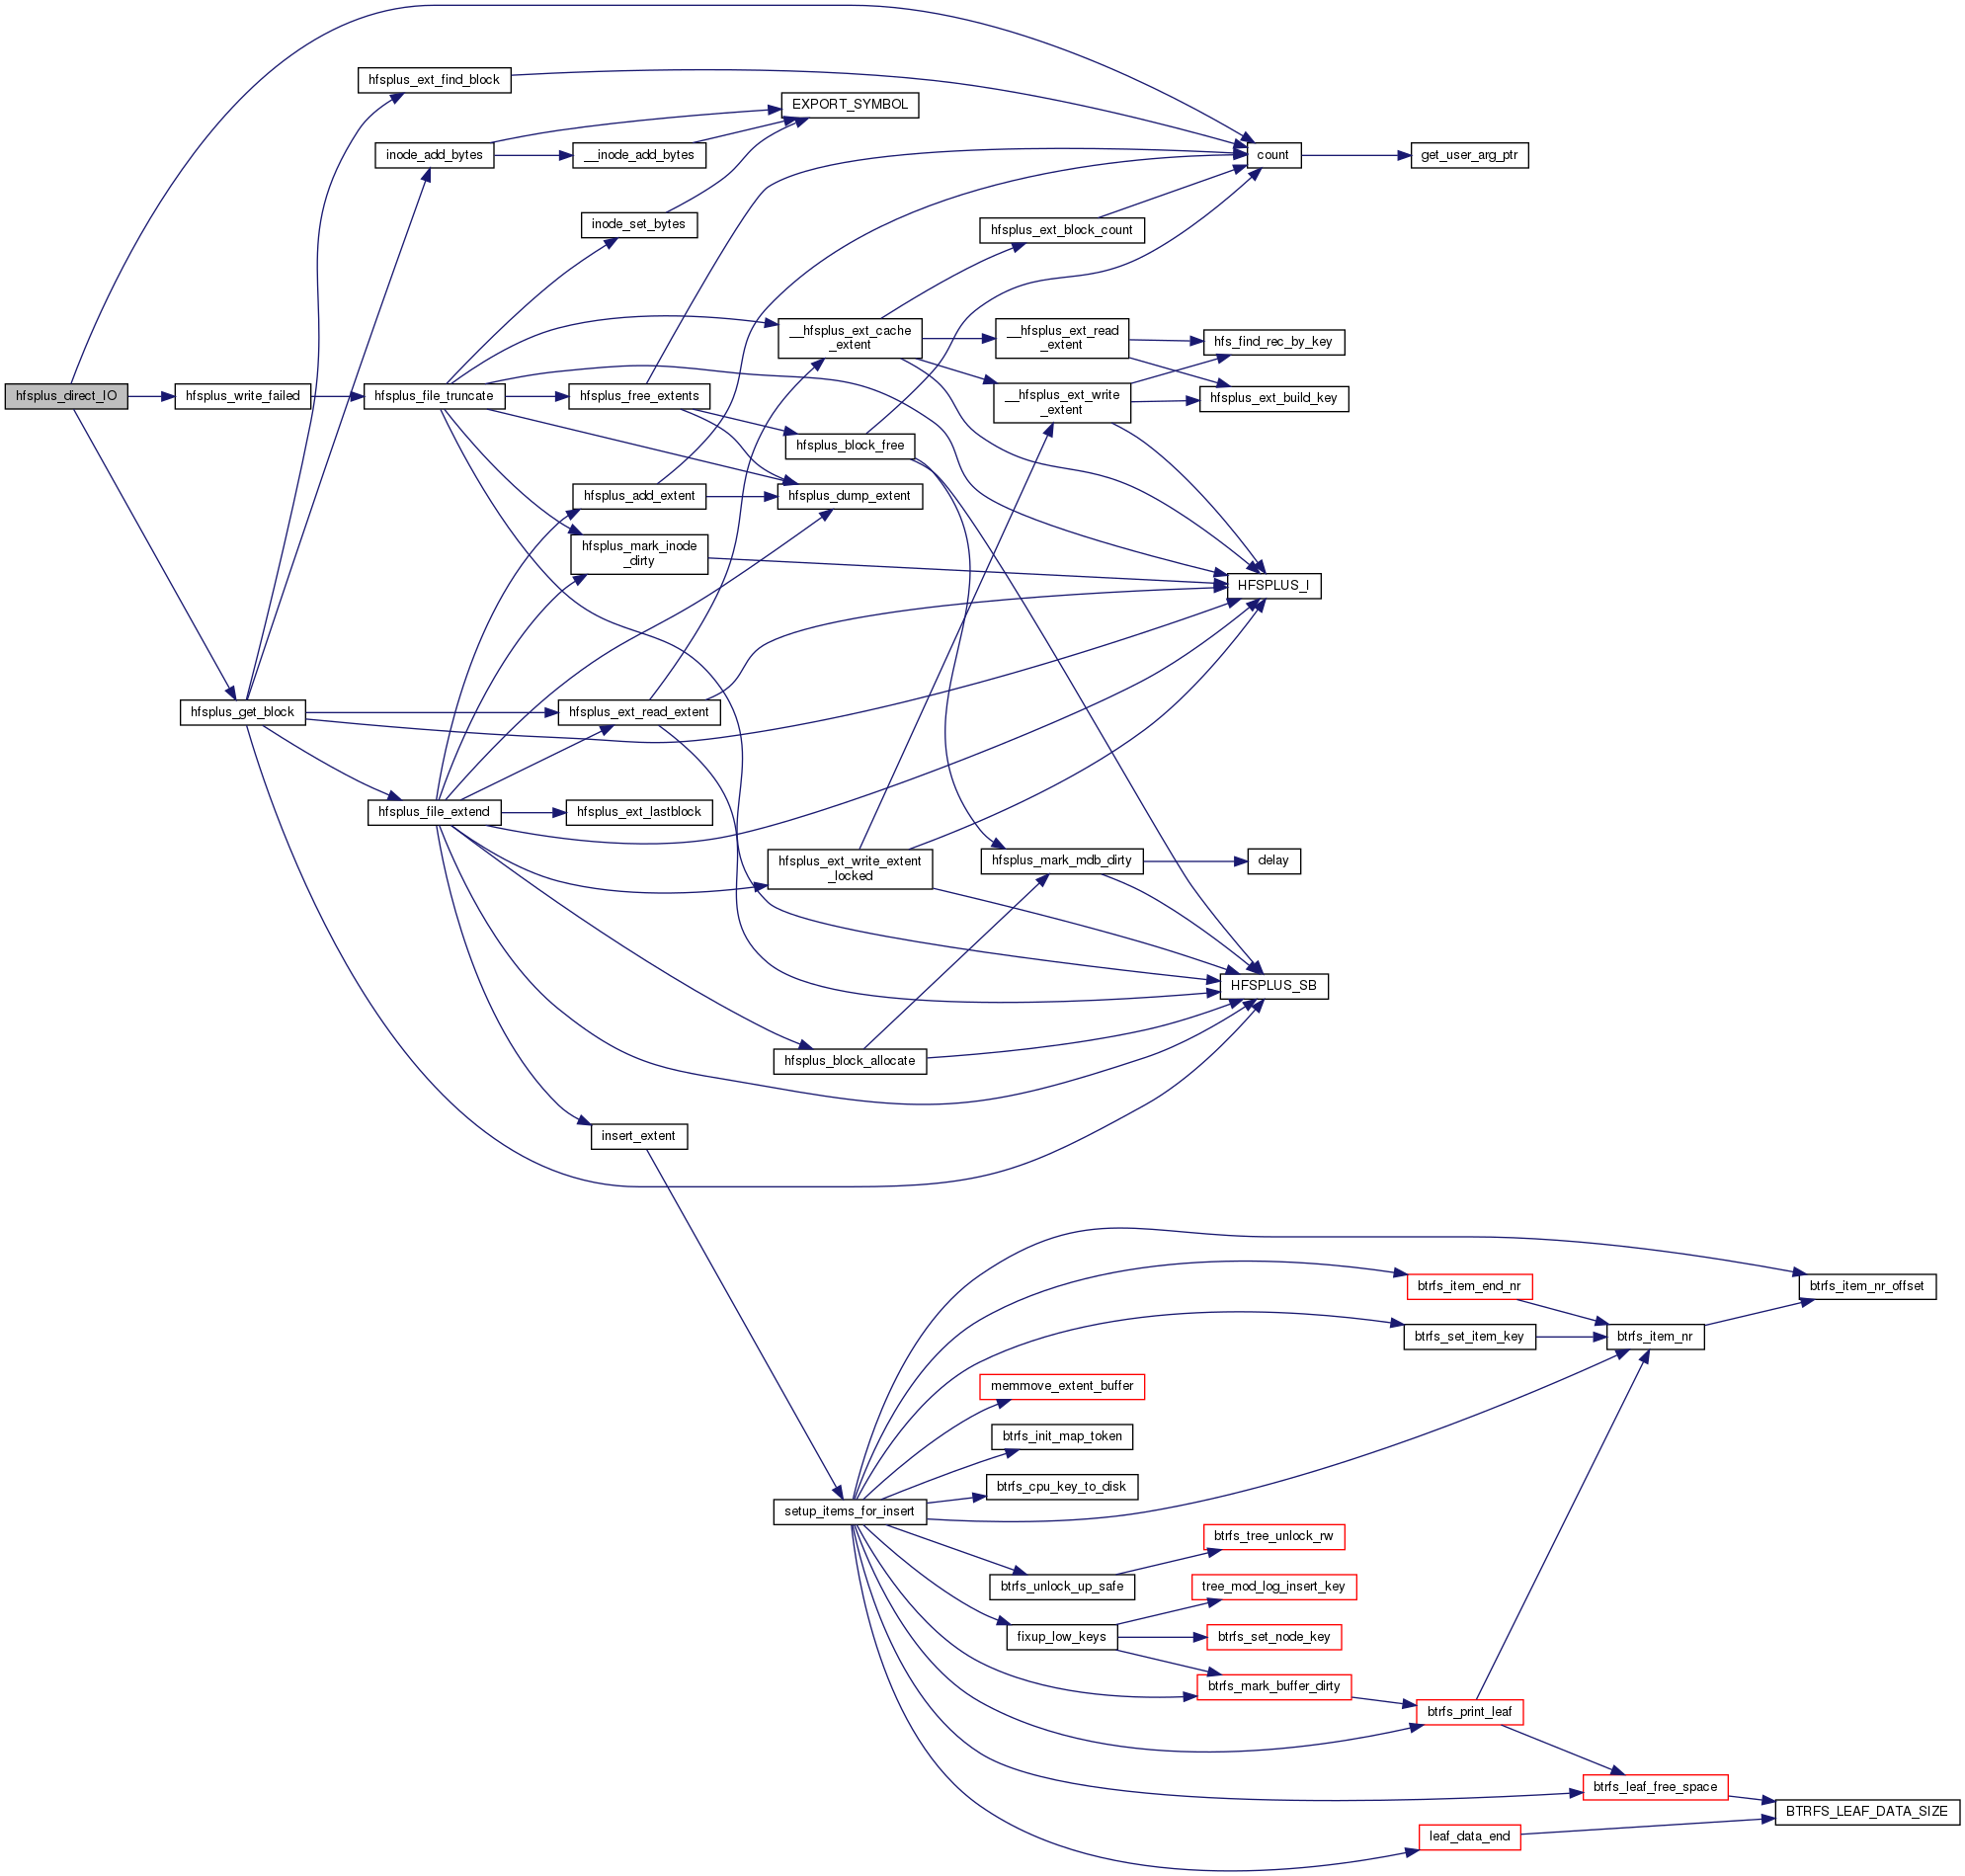 hfsplus_ext_find_block
EXPORT_SYMBOL
inode_add_bytes
__inode_add_bytes
count
get_user_arg_ptr
inode_set_bytes
hfsplus_ext_block_count
__hfsplus_ext_cache
_extent
__hfsplus_ext_read
_extent
hfs_find_rec_by_key
hfsplus_direct_IO
hfsplus_write_failed
hfsplus_file_truncate
hfsplus_free_extents
__hfsplus_ext_write
_extent
hfsplus_ext_build_key
hfsplus_block_free
hfsplus_add_extent
hfsplus_dump_extent
hfsplus_mark_inode
_dirty
HFSPLUS_I
hfsplus_get_block
hfsplus_ext_read_extent
hfsplus_file_extend
hfsplus_ext_lastblock
hfsplus_ext_write_extent
_locked
hfsplus_mark_mdb_dirty
delay
HFSPLUS_SB
hfsplus_block_allocate
insert_extent
btrfs_item_end_nr
btrfs_item_nr_offset
btrfs_set_item_key
btrfs_item_nr
memmove_extent_buffer
btrfs_init_map_token
btrfs_cpu_key_to_disk
setup_items_for_insert
btrfs_tree_unlock_rw
btrfs_unlock_up_safe
tree_mod_log_insert_key
fixup_low_keys
btrfs_set_node_key
btrfs_mark_buffer_dirty
btrfs_print_leaf
btrfs_leaf_free_space
BTRFS_LEAF_DATA_SIZE
leaf_data_end